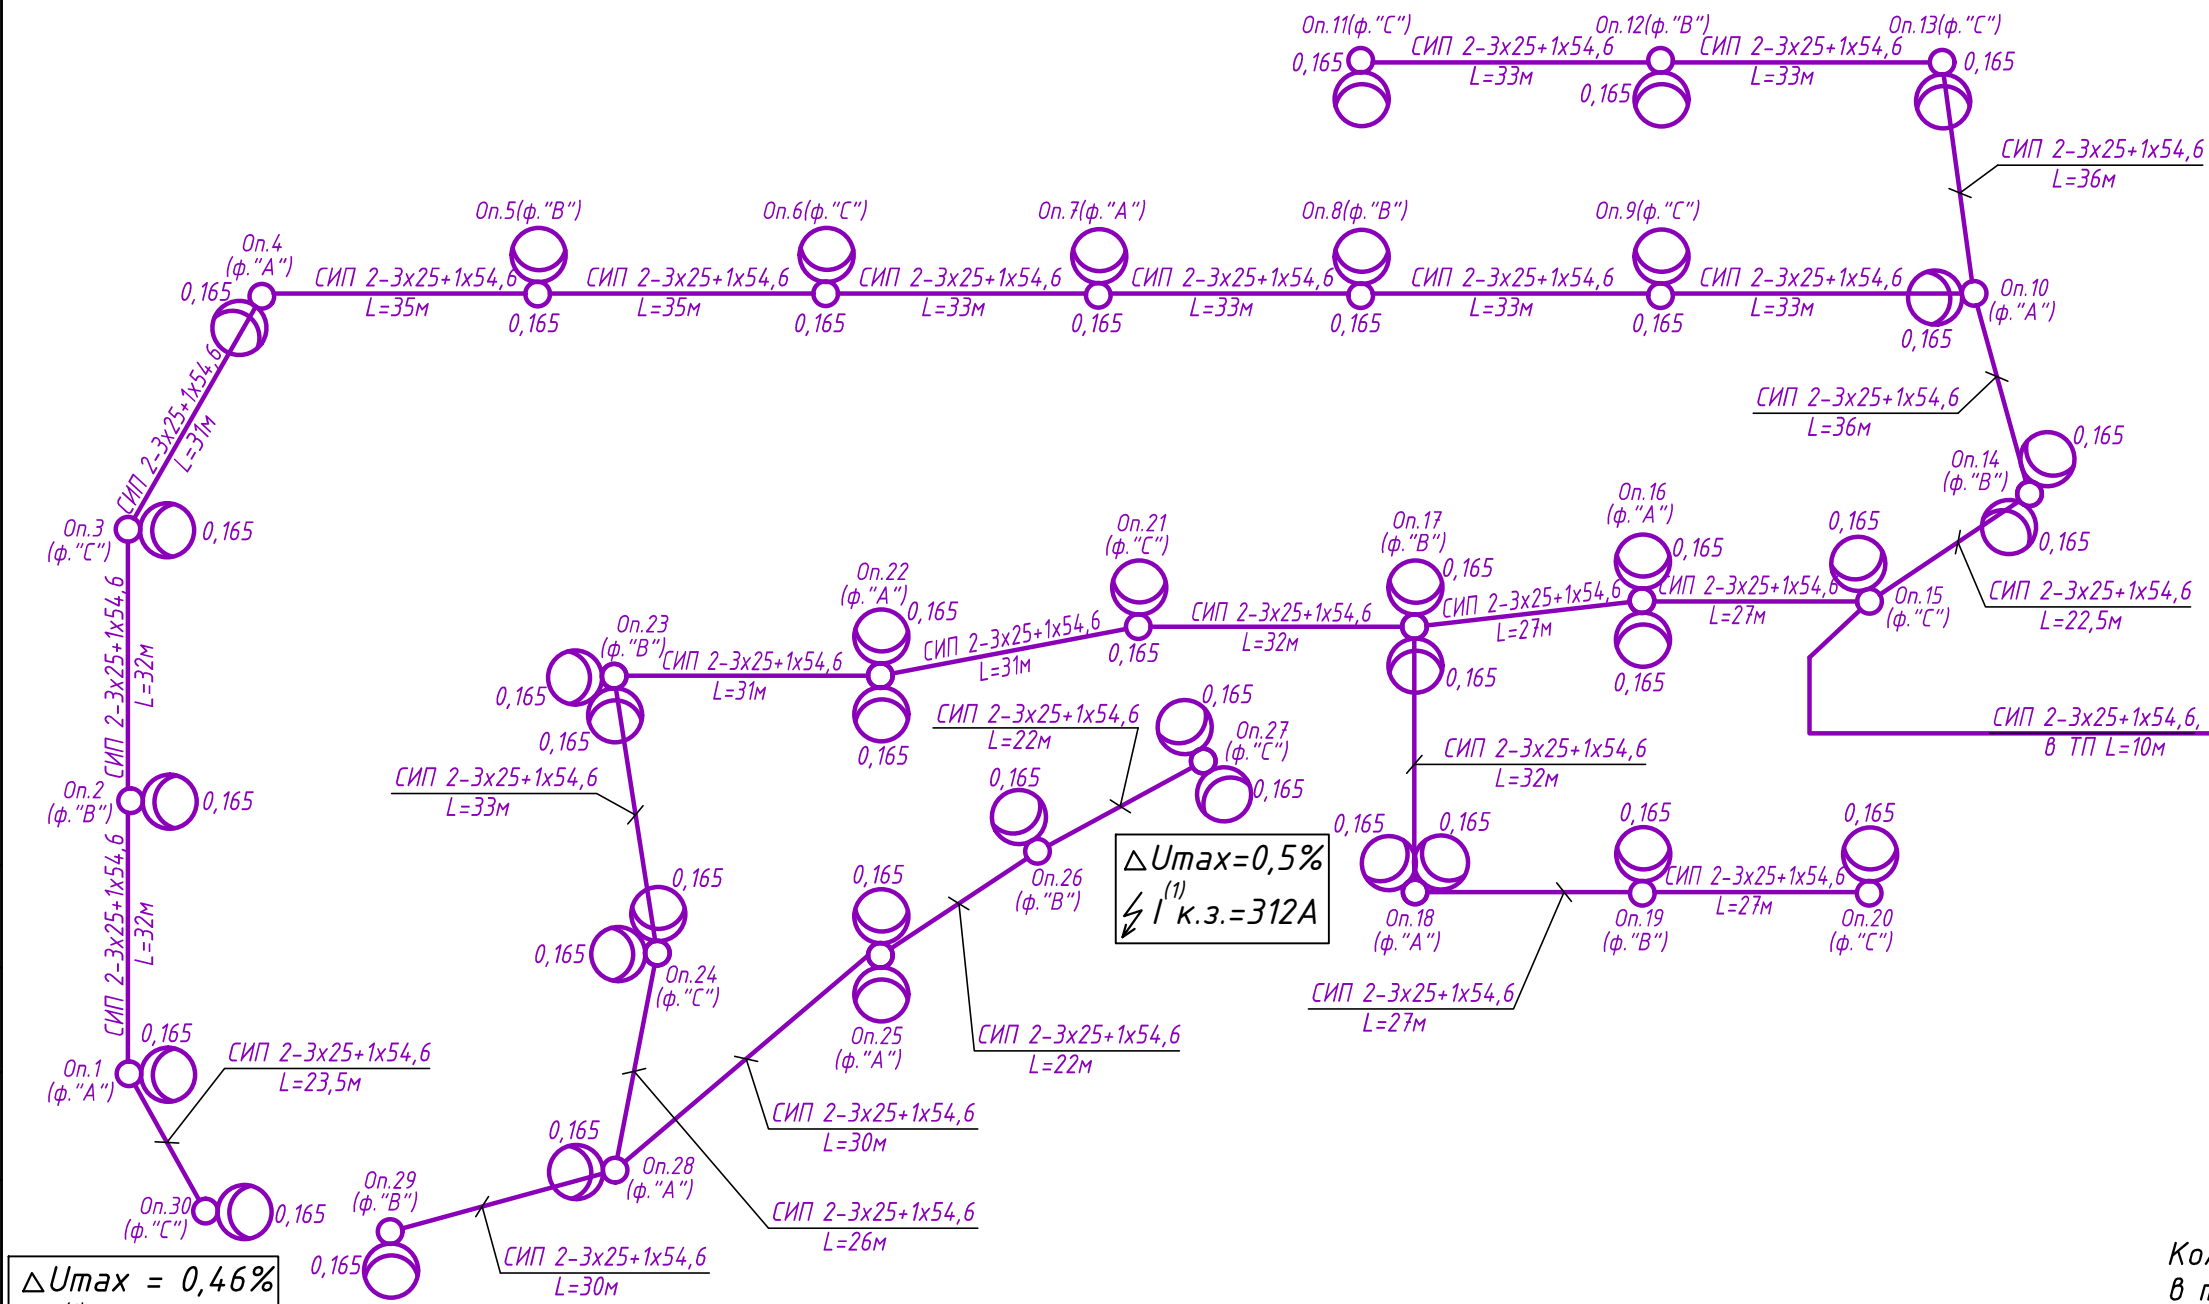 Оп.11(ф."С")
0,165
СИП 2-3х25+1х54,6
L=33м
Оп.12(ф."В")
0,165
СИП 2-3х25+1х54,6
L=33м
Оп.13(ф."С")
0,165
СИП 2-3х25+1х54,6
L=36м
Оп.4
(ф."А")
0,165
СИП 2-3х25+1х54,6
L=35м
Оп.5(ф."В")
0,165
СИП 2-3х25+1х54,6
L=35м
Оп.6(ф."С")
0,165
СИП 2-3х25+1х54,6
L=33м
Оп.7(ф."А")
0,165
СИП 2-3х25+1х54,6
L=33м
Оп.8(ф."В")
0,165
СИП 2-3х25+1х54,6
L=33м
Оп.9(ф."С")
0,165
СИП 2-3х25+1х54,6
L=33м
Оп.10
(ф."А")
0,165
СИП 2-3х25+1х54,6
L=36м
СИП 2-3х25+1х54,6
L=31м
Оп.3
(ф."С")
0,165
СИП 2-3х25+1х54,6
L=32м
Оп.2
(ф."В")
0,165
СИП 2-3х25+1х54,6
L=32м
Оп.1
(ф."А")
0,165
СИП 2-3х25+1х54,6
L=23,5м
Оп.30
(ф."С")
0,165
Оп.14
(ф."В")
0,165
0,165
СИП 2-3х25+1х54,6
L=22,5м
Оп.15
(ф."С")
0,165
СИП 2-3х25+1х54,6,
в ТП L=10м
СИП 2-3х25+1х54,6
L=27м
Оп.16
(ф."А")
0,165
0,165
СИП 2-3х25+1х54,6
L=27м
Оп.17
(ф."В")
0,165
0,165
СИП 2-3х25+1х54,6
L=32м
Оп.21
(ф."С")
0,165
СИП 2-3х25+1х54,6
L=31м
Оп.22
(ф."А")
0,165
0,165
СИП 2-3х25+1х54,6
L=31м
Оп.23
(ф."В")
0,165
0,165
СИП 2-3х25+1х54,6
L=33м
Оп.24
(ф."С")
0,165
0,165
СИП 2-3х25+1х54,6
L=26м
Оп.28
(ф."А")
0,165
СИП 2-3х25+1х54,6
L=30м
Оп.29
(ф."В")
0,165
СИП 2-3х25+1х54,6
L=30м
Оп.25
(ф."А")
0,165
СИП 2-3х25+1х54,6
L=22м
Оп.26
(ф."В")
0,165
СИП 2-3х25+1х54,6
L=22м
Оп.27
(ф."С")
0,165
0,165
△Umax=0,5%
I(1) к.з.=312А
СИП 2-3х25+1х54,6
L=32м
Оп.18
(ф."А")
0,165
0,165
СИП 2-3х25+1х54,6
L=27м
Оп.19
(ф."В")
0,165
СИП 2-3х25+1х54,6
L=27м
Оп.20
(ф."С")
0,165
△Umax = 0,46%
в